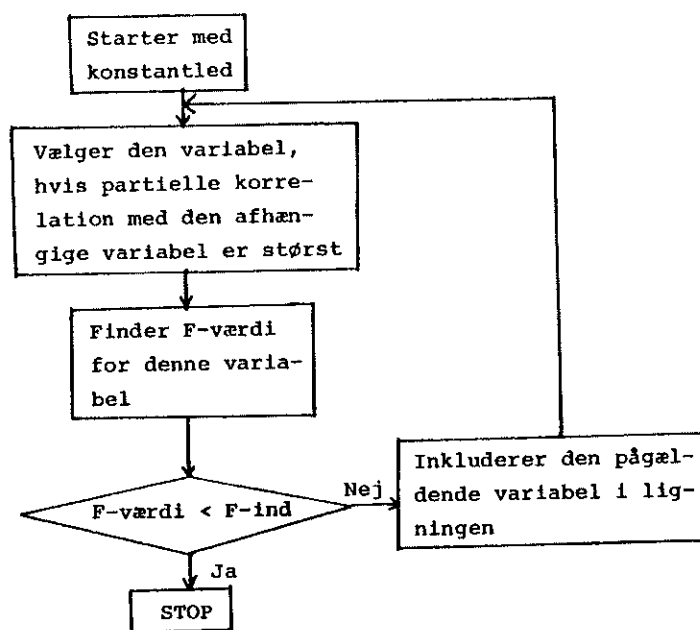 Starter med
konstantled
Vælger den variabel,
hvis partielle korre-
lation med den afhæn-
gige variabel er størst
Finder F-værdi
for denne varia-
bel
F-værdi < F-ind
Nej
Inkluderer den pågæl-
dende variabel i lig-
ningen
Ja
STOP